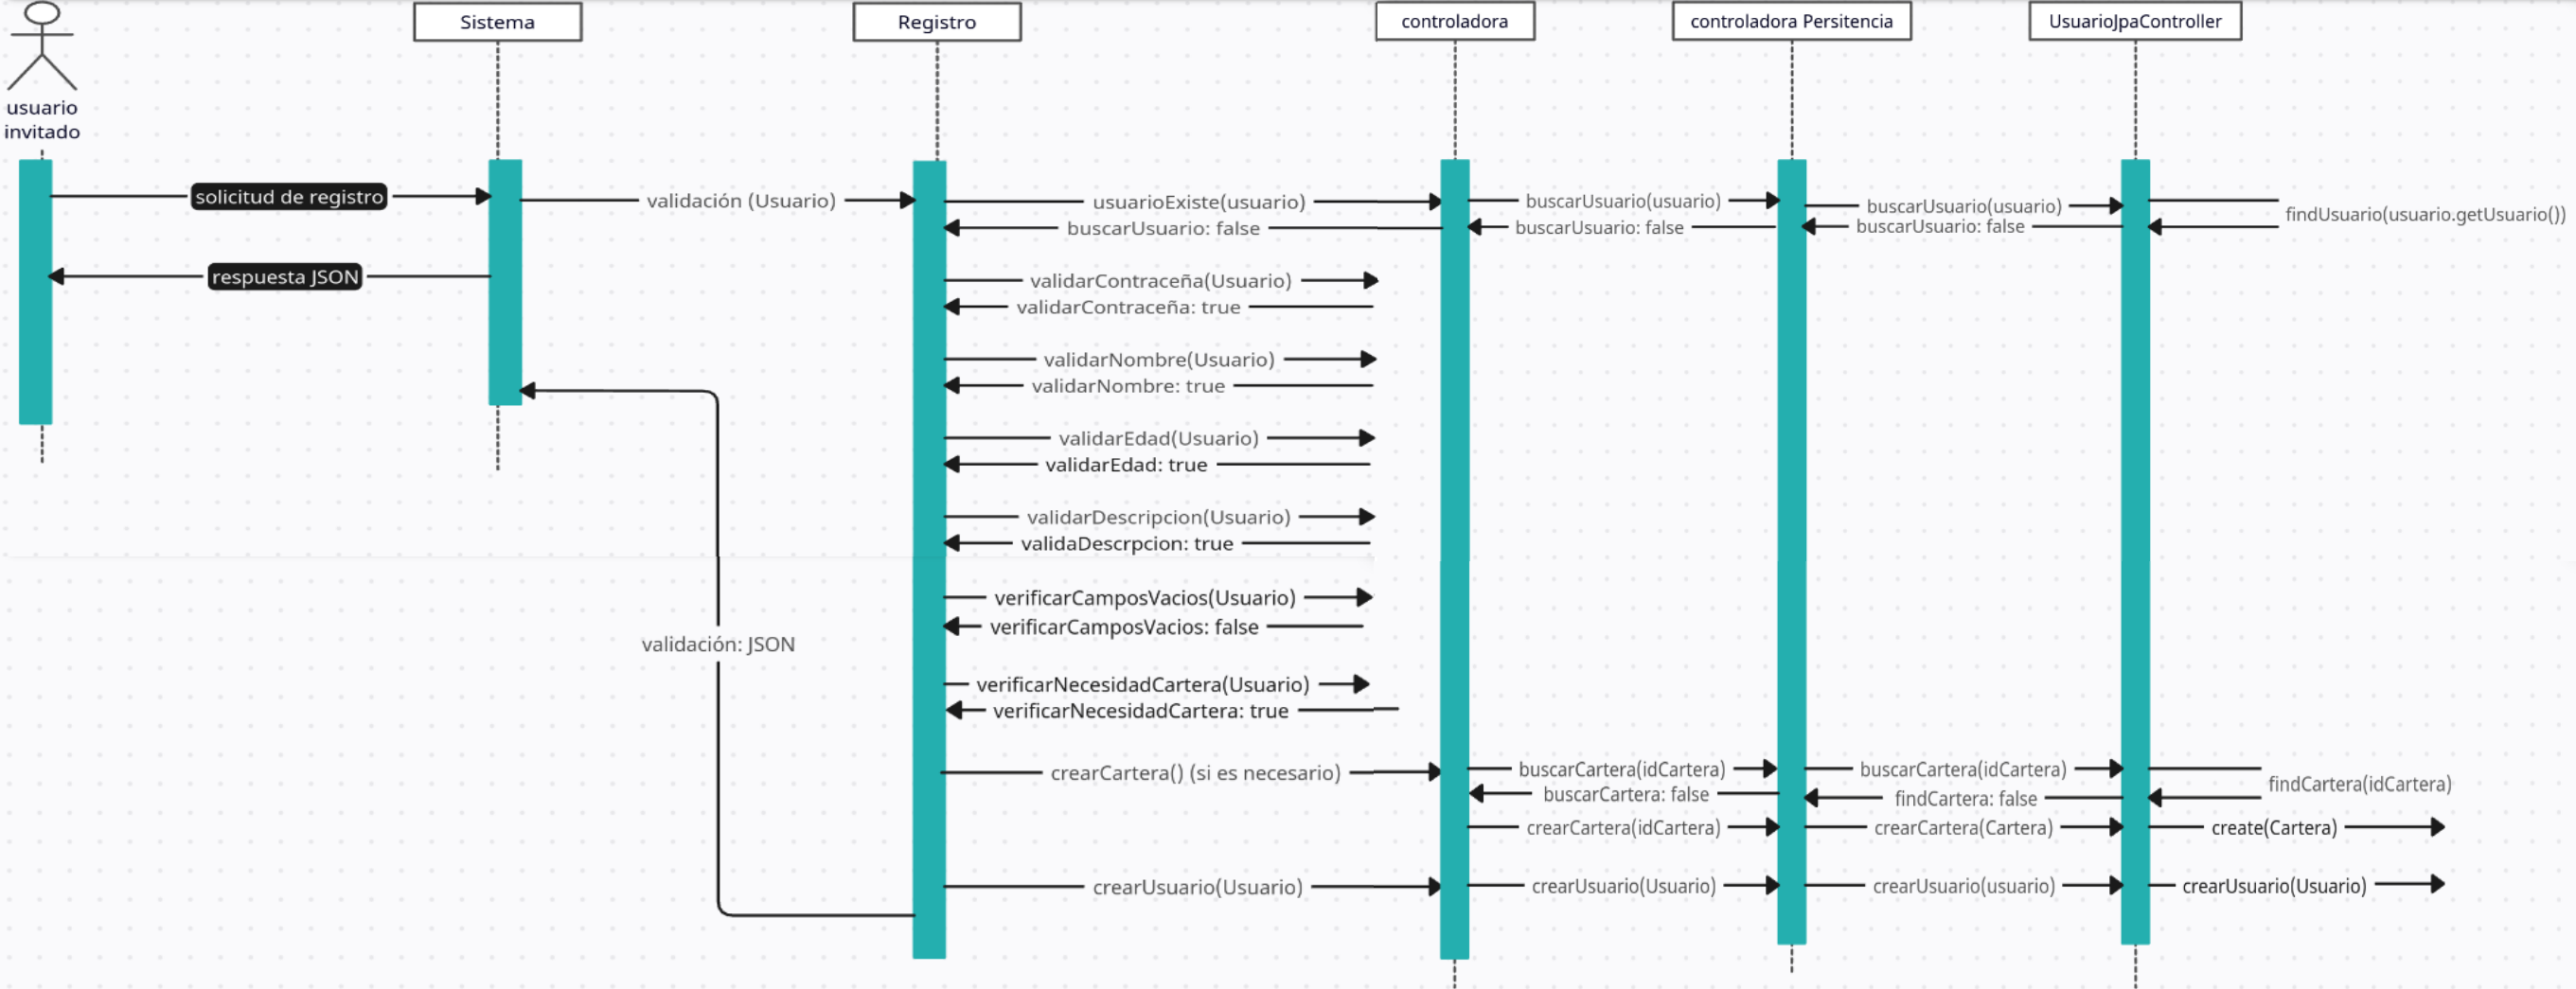 Sistema
Registro
controladora
controladora Persitencia
UsuarioJpaController
usuario
invitado
solicitud de registro
validación (Usuario)
usuarioExiste(usuario)
buscarUsuario(usuario)
buscarUsuario(usuario)
findUsuario(usuario.getUsuario())
buscarUsuario: false
buscarUsuario: false
buscarUsuario: false
respuesta JSON
validarContraceña(Usuario)
validarContraceña: true
validarNombre(Usuario)
validarNombre: true
validarEdad(Usuario)
validarEdad: true
validarDescripcion(Usuario)
validaDescrpcion: true
verificarCamposVacios(Usuario)
verificarCamposVacios: false
validación: JSON
verificarNecesidadCartera(Usuario)
verificarNecesidadCartera: true
crearCartera() (si es necesario)
buscarCartera(idCartera)
buscarCartera(idCartera)
findCartera(idCartera)
buscarCartera: false
findCartera: false
crearCartera(idCartera)
crearCartera(Cartera)
create(Cartera)
crearUsuario(Usuario)
crearUsuario(Usuario)
crearUsuario(usuario)
crearUsuario(Usuario)